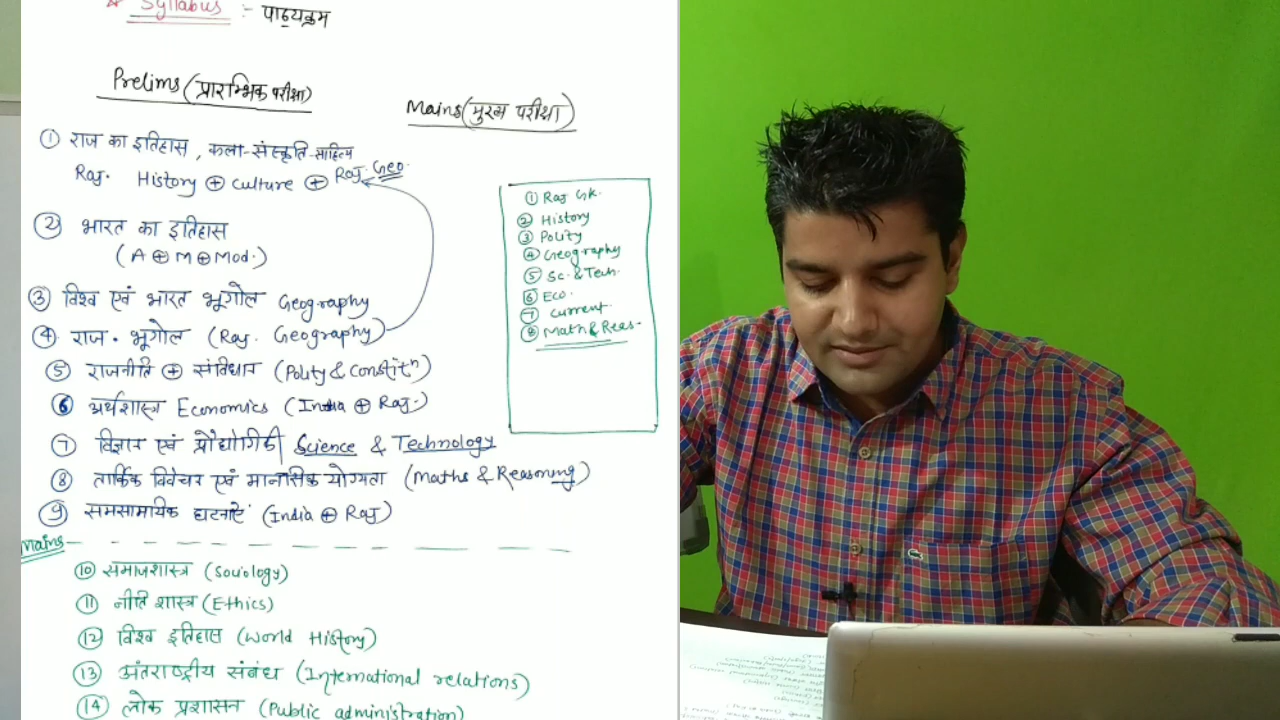 ★ Syllabus :- पाठ्यक्रम
Prelims (प्रारम्भिक परीक्षा)
Mains (मुख्य परीक्षा)
① राज का इतिहास, कला-संस्कृति-साहित्य
Raj. History ⊕ culture ⊕ Raj. Geo.
② भारत का इतिहास
(A ⊕ M ⊕ Mod.)
③ विश्व एवं भारत भूगोल Geography
④ राज. भूगोल (Raj. Geography)
⑤ राजनीति ⊕ संविधान (Polity & Constitⁿ)
⑥ अर्थशास्त्र Economics (India ⊕ Raj.)
⑦ विज्ञान एवं प्रौद्योगिकी Science & Technology
⑧ तार्किक विवेचन एवं मानसिक योग्यता (Maths & Reasoning)
⑨ समसामायिक घटनाएं (India ⊕ Raj)
Mains
⑩ समाजशास्त्र (Sociology)
⑪ नीति शास्त्र (Ethics)
⑫ विश्व इतिहास (World History)
⑬ अंतराष्ट्रीय संबंध (International relations)
⑭ लोक प्रशासन (Public administration)
① Raj Gk.
② History
③ Polity
④ Geography
⑤ Sc. & Tech.
⑥ Eco.
⑦ current
⑧ Math & Reas.